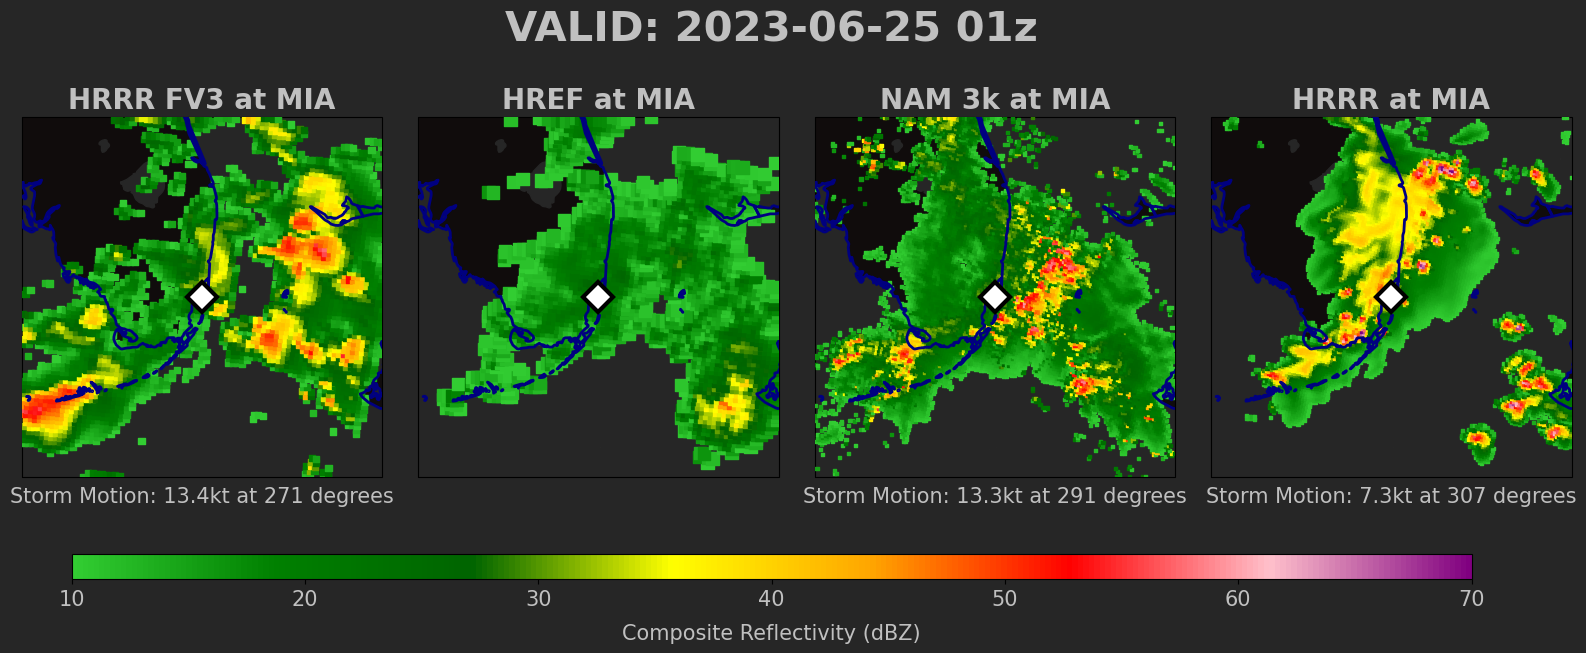 VALID: 2023-06-25 01z
HRRR FV3 at MIA
HREF at MIA
NAM 3k at MIA
HRRR at MIA
Storm Motion: 13.4kt at 271 degrees
Storm Motion: 13.3kt at 291 degrees
Storm Motion: 7.3kt at 307 degrees
10 20 30 40 50 60 70
Composite Reflectivity (dBZ)